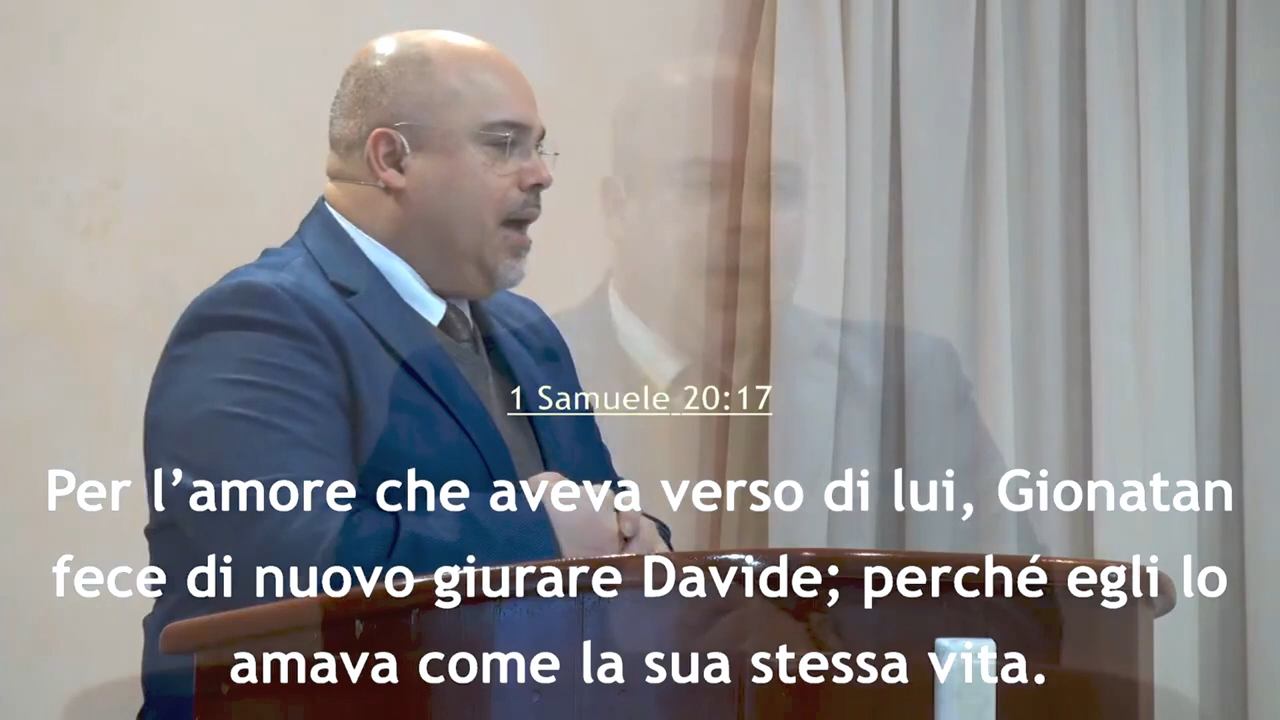 1 Samuele 20:17
Per l’amore che aveva verso di lui, Gionatan
fece di nuovo giurare Davide; perché egli lo
amava come la sua stessa vita.